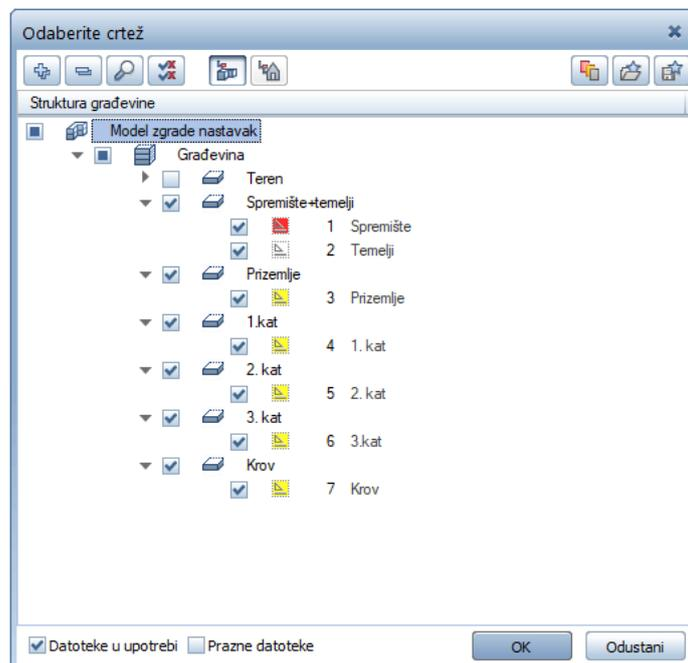 Odaberite crtež
Struktura građevine
Model zgrade nastavak
Građevina
Teren
Spremište+temelji
1 Spremište
2 Temelji
Prizemlje
3 Prizemlje
1.kat
4 1. kat
2. kat
5 2. kat
3. kat
6 3.kat
Krov
7 Krov
Datoteke u upotrebi Prazne datoteke OK Odustani